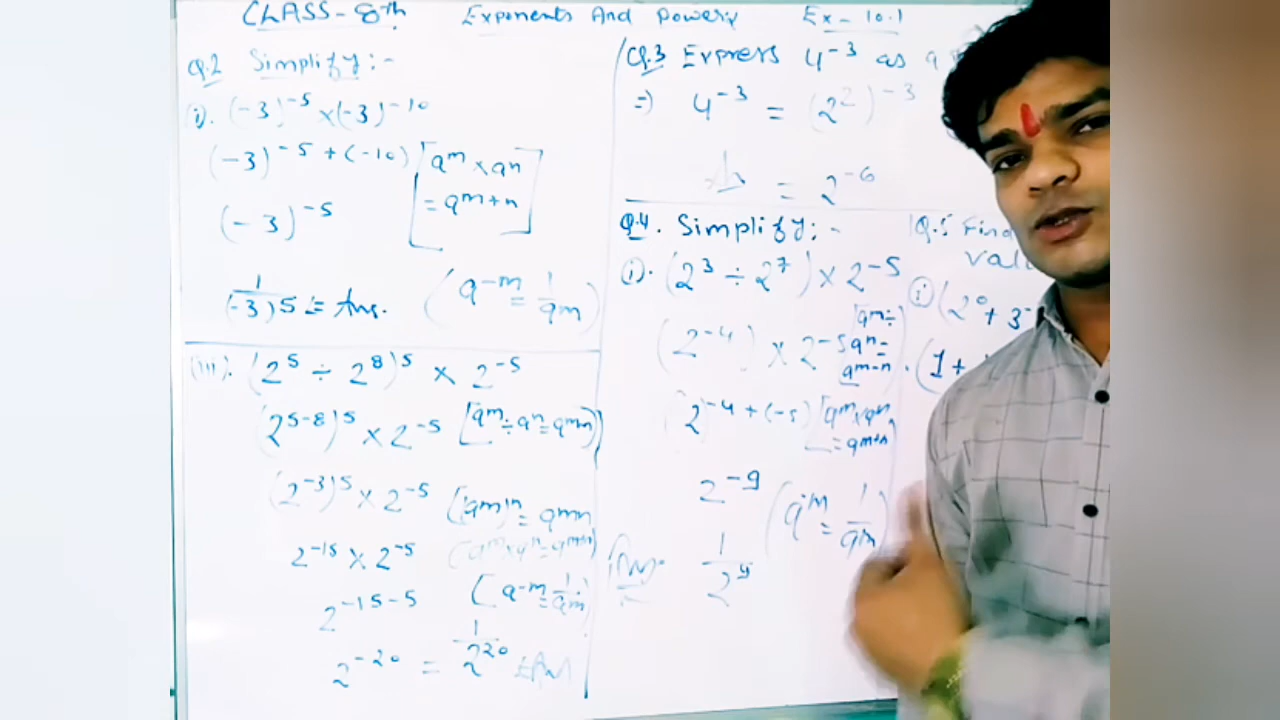 CLASS-8th Exponents And Powers Ex-10.1
Q.2 Simplify:-
i). (-3)^-5 ×(-3)^-10
(-3)^-5+(-10) [a^m × a^n
= a^m+n]
(-3)^-5
1/(-3)5 = Ans. (a^-m = 1/a^m)
(iii). (2^5 ÷ 2^8)^5 × 2^-5
(2^5-8)^5 × 2^-5 [a^m ÷ a^n = a^m-n]
(2^-3)^5 × 2^-5 [(a^m)^n = a^mn
2^-15 × 2^-5 (a^m × a^n = a^m+n)
2^-15-5 (a^-m = 1/a^m)
2^-20 = 1/2^20 Ans
Q.3 Express 4^-3 as a
=) 4^-3 = (2^2)^-3
= 2^-6
Q.4. Simplify:-
i). (2^3 ÷ 2^7) × 2^-5
(2^-4) × 2^-5 [a^m ÷
a^n =
a^m-n
(2)^-4+(-5) [a^m × a^n
= a^m+n
2^-9 (a^-m = 1/a^m)
Ans. 1/2^9
Q.5 Find
Val
i) (2^0 + 3^-
(1+